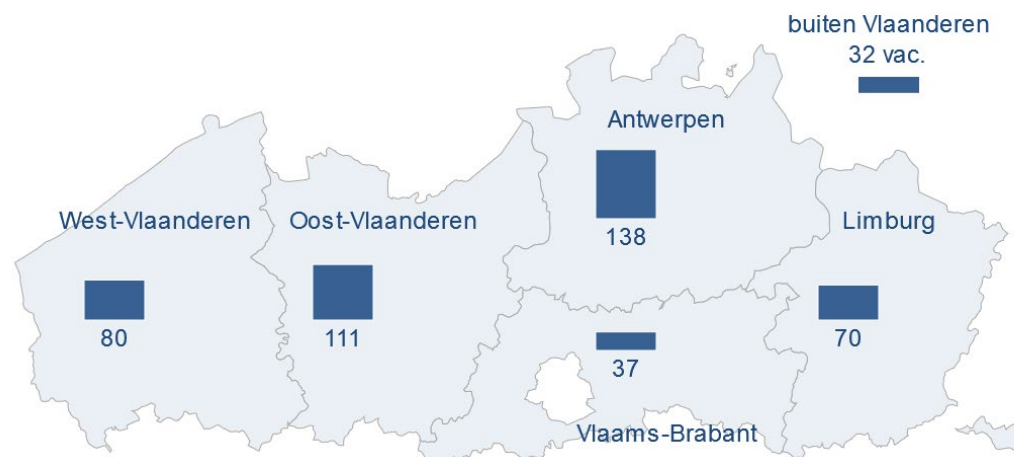 buiten Vlaanderen
32 vac.
Antwerpen
138
West-Vlaanderen
80
Oost-Vlaanderen
111
Limburg
70
37
Vlaams-Brabant